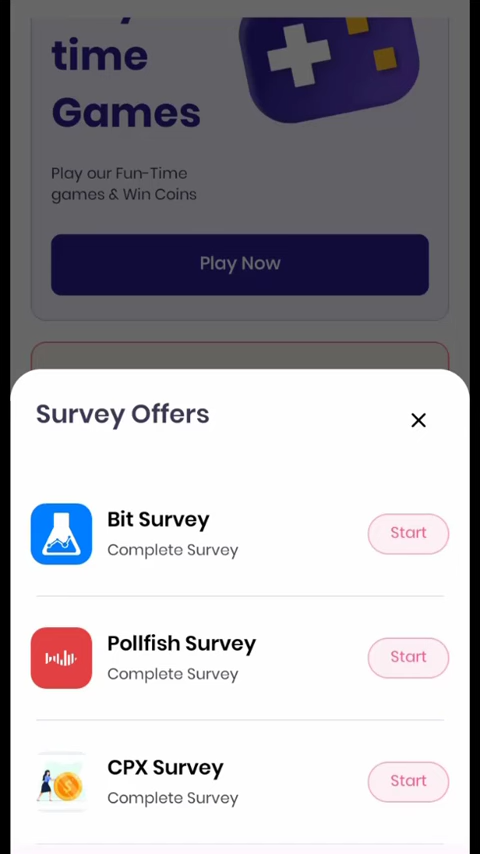 time
Games
Play our Fun-Time
games & Win Coins
Play Now
Survey Offers
Bit Survey
Complete Survey
Start
Pollfish Survey
Complete Survey
Start
CPX Survey
Complete Survey
Start